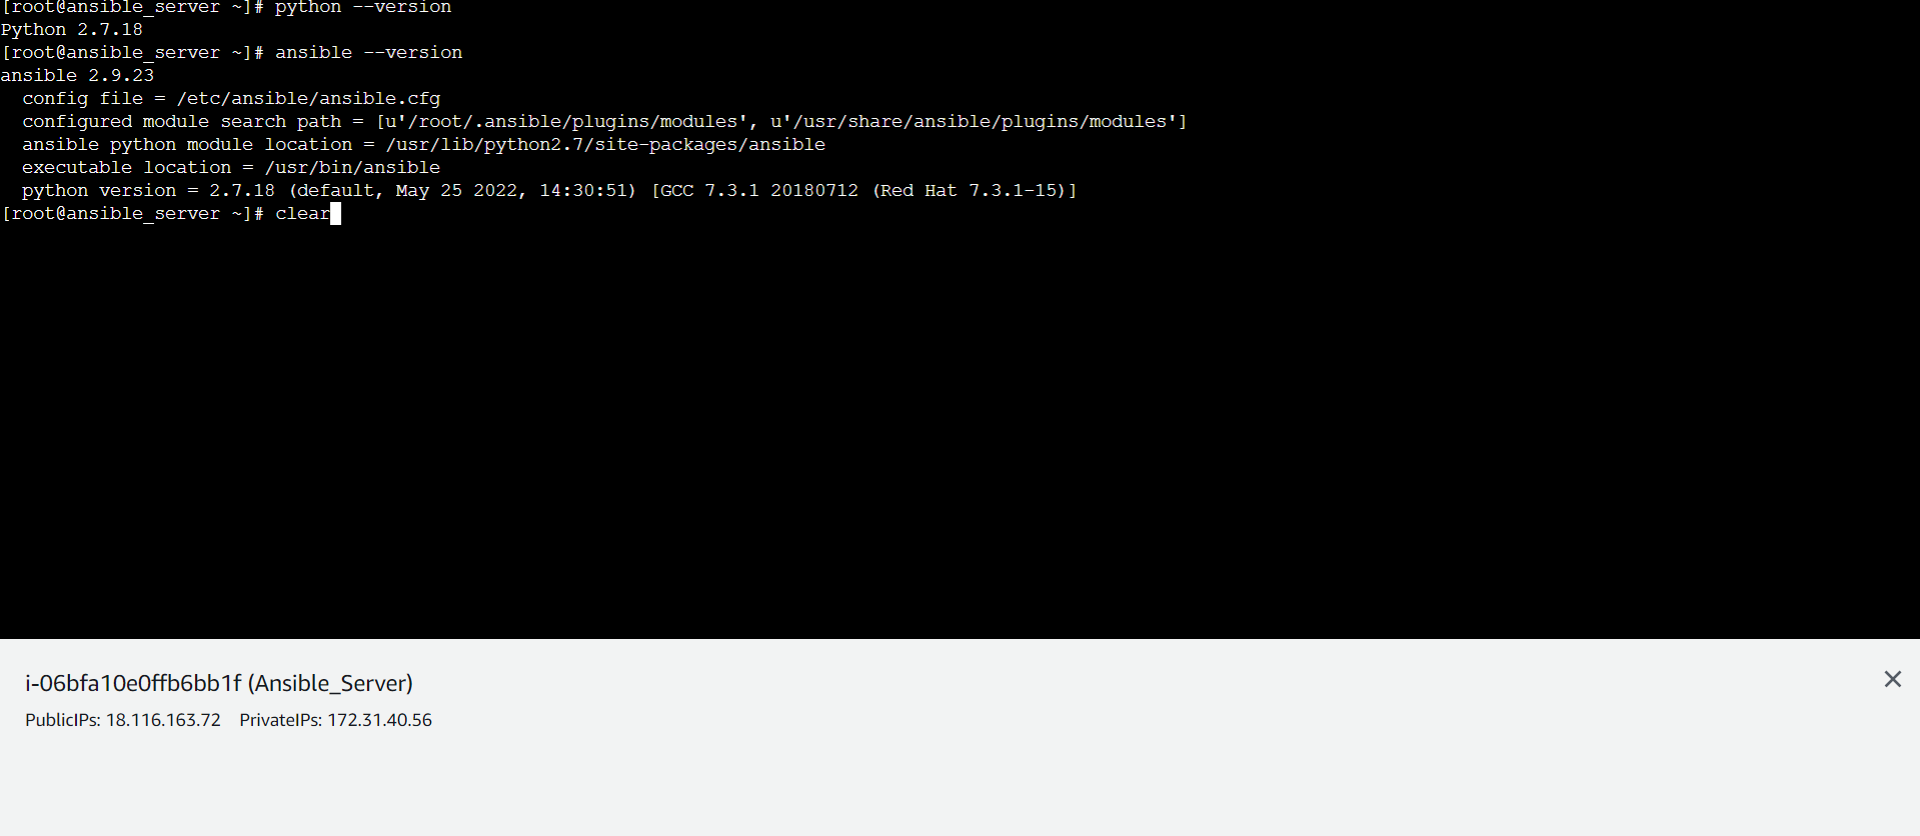 [root@ansible_server ~]# python --version
Python 2.7.18
[root@ansible_server ~]# ansible --version
ansible 2.9.23
  config file = /etc/ansible/ansible.cfg
  configured module search path = [u'/root/.ansible/plugins/modules', u'/usr/share/ansible/plugins/modules']
  ansible python module location = /usr/lib/python2.7/site-packages/ansible
  executable location = /usr/bin/ansible
  python version = 2.7.18 (default, May 25 2022, 14:30:51) [GCC 7.3.1 20180712 (Red Hat 7.3.1-15)]
[root@ansible_server ~]# clear
i-06bfa10e0ffb6bb1f (Ansible_Server)
PublicIPs: 18.116.163.72 PrivateIPs: 172.31.40.56